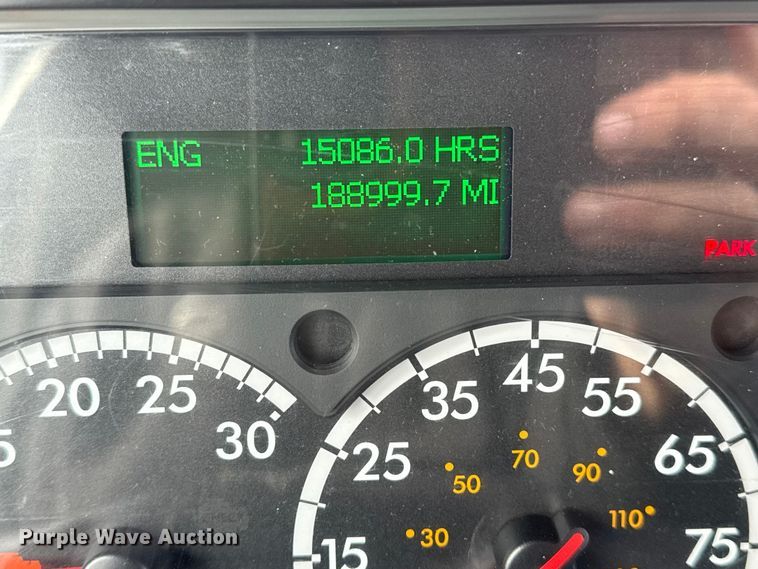 ENG 15086.0 HRS
188999.7 MI
PARK
20 25 30
15 25 35 45 55 65 75
30 50 70 90 110
Purple Wave Auction